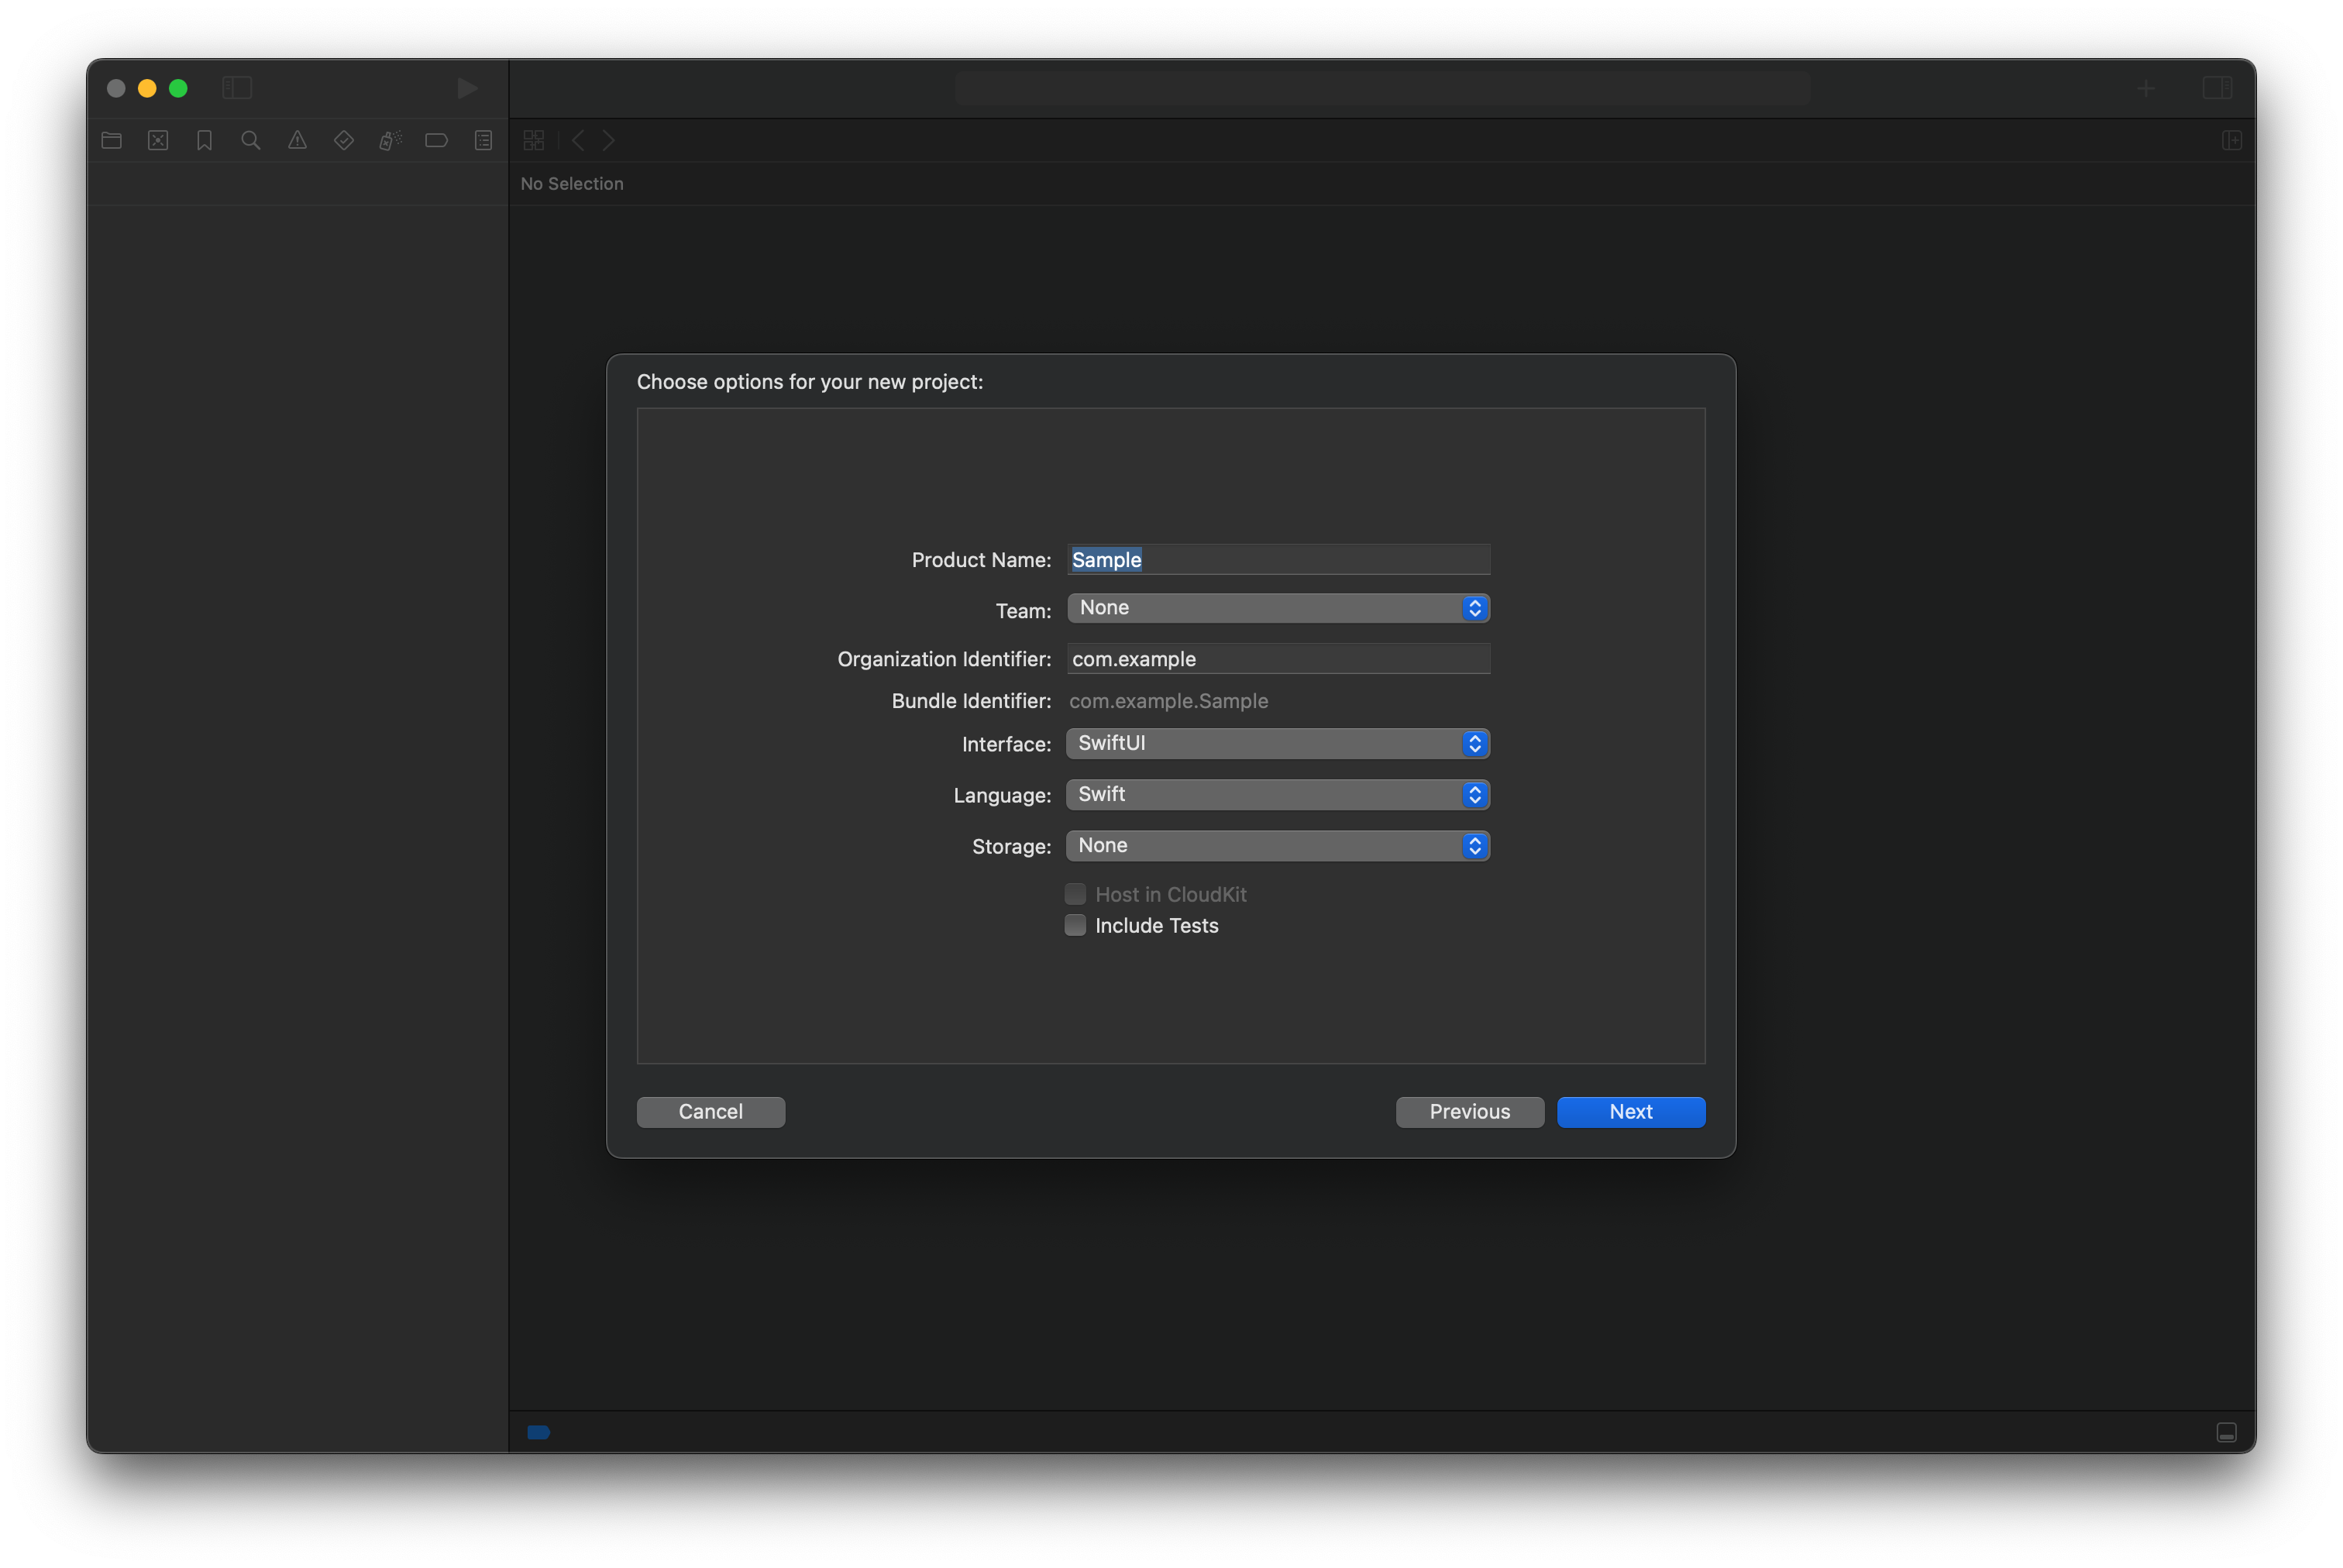 No Selection
Choose options for your new project:
Product Name: Sample
Team: None
Organization Identifier: com.example
Bundle Identifier: com.example.Sample
Interface: SwiftUI
Language: Swift
Storage: None
Host in CloudKit
Include Tests
Cancel Previous Next